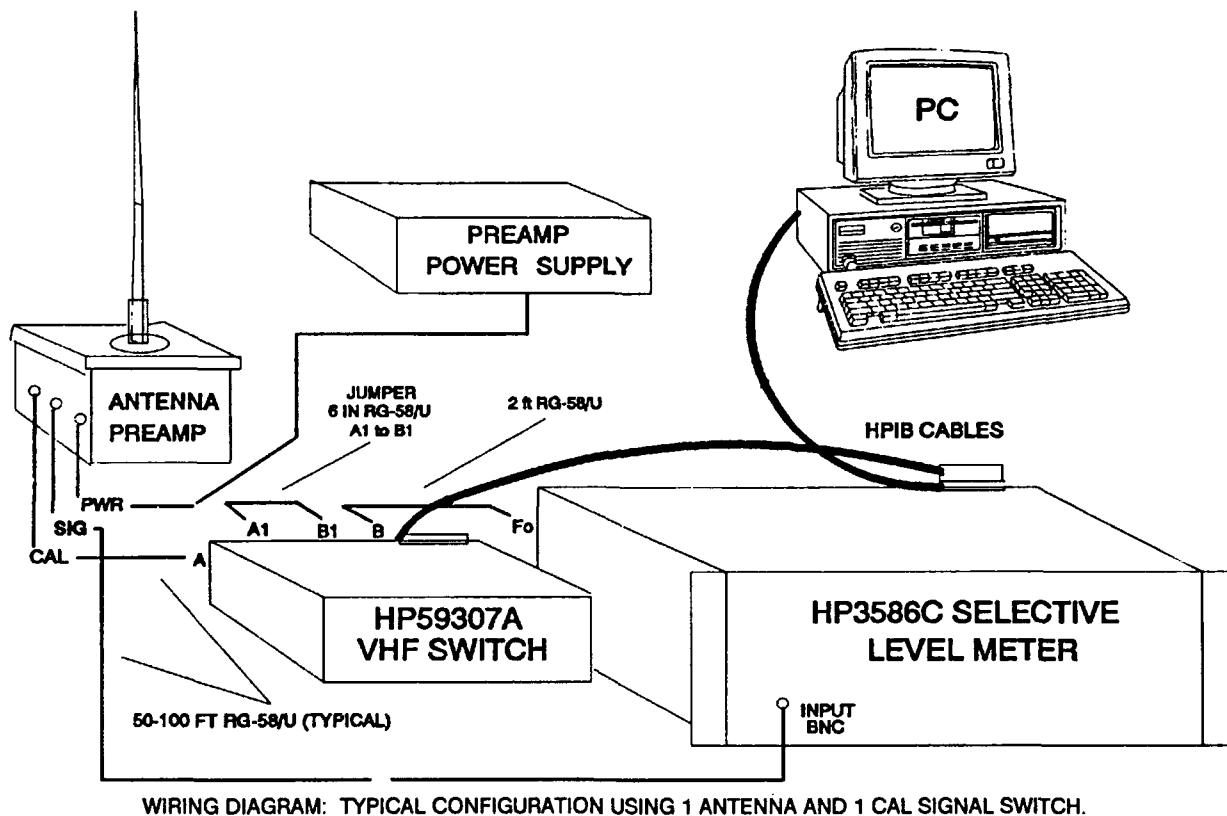 PC
PREAMP
POWER SUPPLY
ANTENNA
PREAMP
JUMPER
6 IN RG-58/U
A1 to B1
2 ft RG-58/U
HPIB CABLES
PWR
SIG
CAL
A
A1
B1
B
Fo
HP59307A
VHF SWITCH
HP3586C SELECTIVE
LEVEL METER
INPUT
BNC
50-100 FT RG-58/U (TYPICAL)
WIRING DIAGRAM: TYPICAL CONFIGURATION USING 1 ANTENNA AND 1 CAL SIGNAL SWITCH.